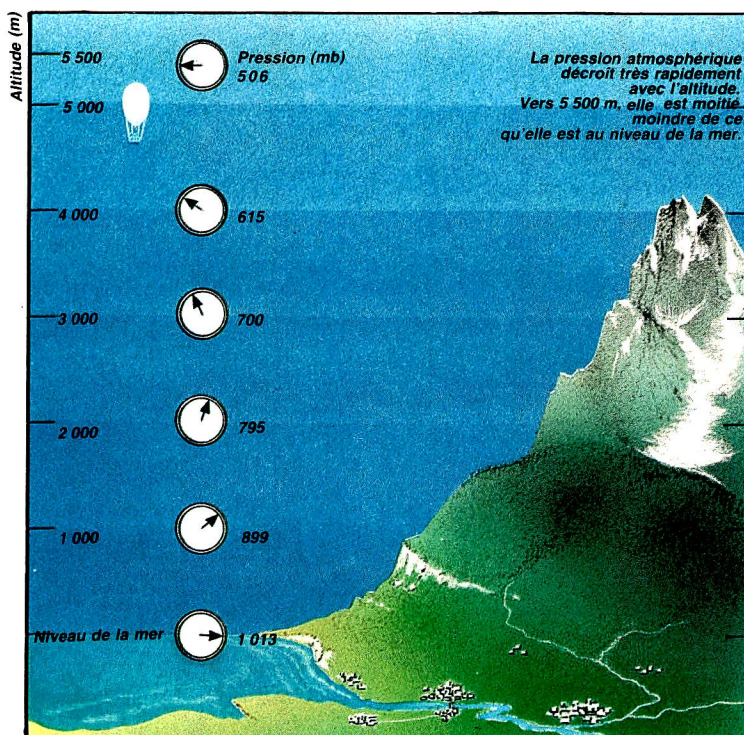 Altitude (m)
5 500
Pression (mb)
506
La pression atmosphérique
décroît très rapidement
avec l'altitude.
Vers 5 500 m, elle est moitié
moindre de ce
qu'elle est au niveau de la mer.
5 000
4 000
615
3 000
700
2 000
795
1 000
899
Niveau de la mer
1 013